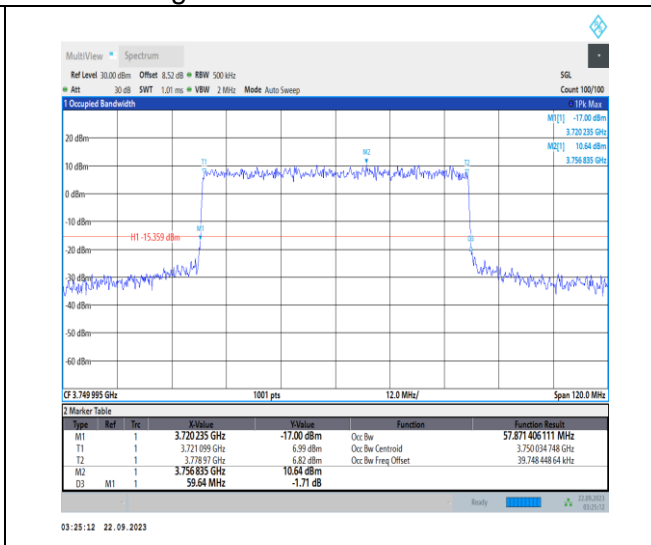 MultiView Spectrum
Ref Level 30.00 dBm Offset 8.52 dB RBW 500 kHz SGL
Att 30 dB SWT 1.01 ms VBW 2 MHz Mode Auto Sweep Count 100/100
1 Occupied Bandwidth 1Pk Max
M1[1] -17.00 dBm
3.720 235 GHz
M2[1] 10.64 dBm
3.756 835 GHz
20 dBm
M2
T1 T2
10 dBm
0 dBm
-10 dBm
M1
H1 -15.359 dBm D3
-20 dBm
-30 dBm
-40 dBm
-50 dBm
-60 dBm
CF 3.749 995 GHz 1001 pts 12.0 MHz/ Span 120.0 MHz
2 Marker Table
Type Ref Trc X-Value Y-Value Function Function Result
M1 1 3.720 235 GHz -17.00 dBm Occ Bw 57.871 406 111 MHz
T1 1 3.721 099 GHz 6.99 dBm Occ Bw Centroid 3.750 034 748 GHz
T2 1 3.778 97 GHz 6.82 dBm Occ Bw Freq Offset 39.748 448 64 kHz
M2 1 3.756 835 GHz 10.64 dBm
D3 M1 1 59.64 MHz -1.71 dB
Ready 22.09.2023
03:25:12
03:25:12 22.09.2023